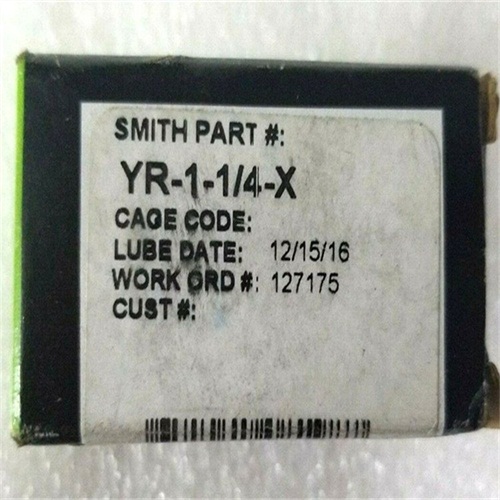 SMITH PART #:
YR-1-1/4-X
CAGE CODE:
LUBE DATE: 12/15/16
WORK ORD #: 127175
CUST #: